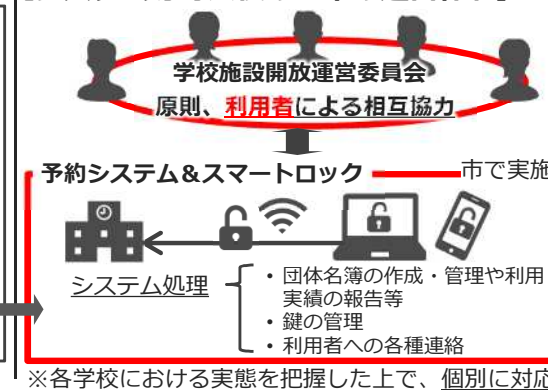 学校施設開放運営委員会
原則、利用者による相互協力
予約システム&スマートロック
市で実施
システム処理
・団体名簿の作成・管理や利用
実績の報告等
・鍵の管理
・利用者への各種連絡
※各学校における実態を把握した上で、個別に対応